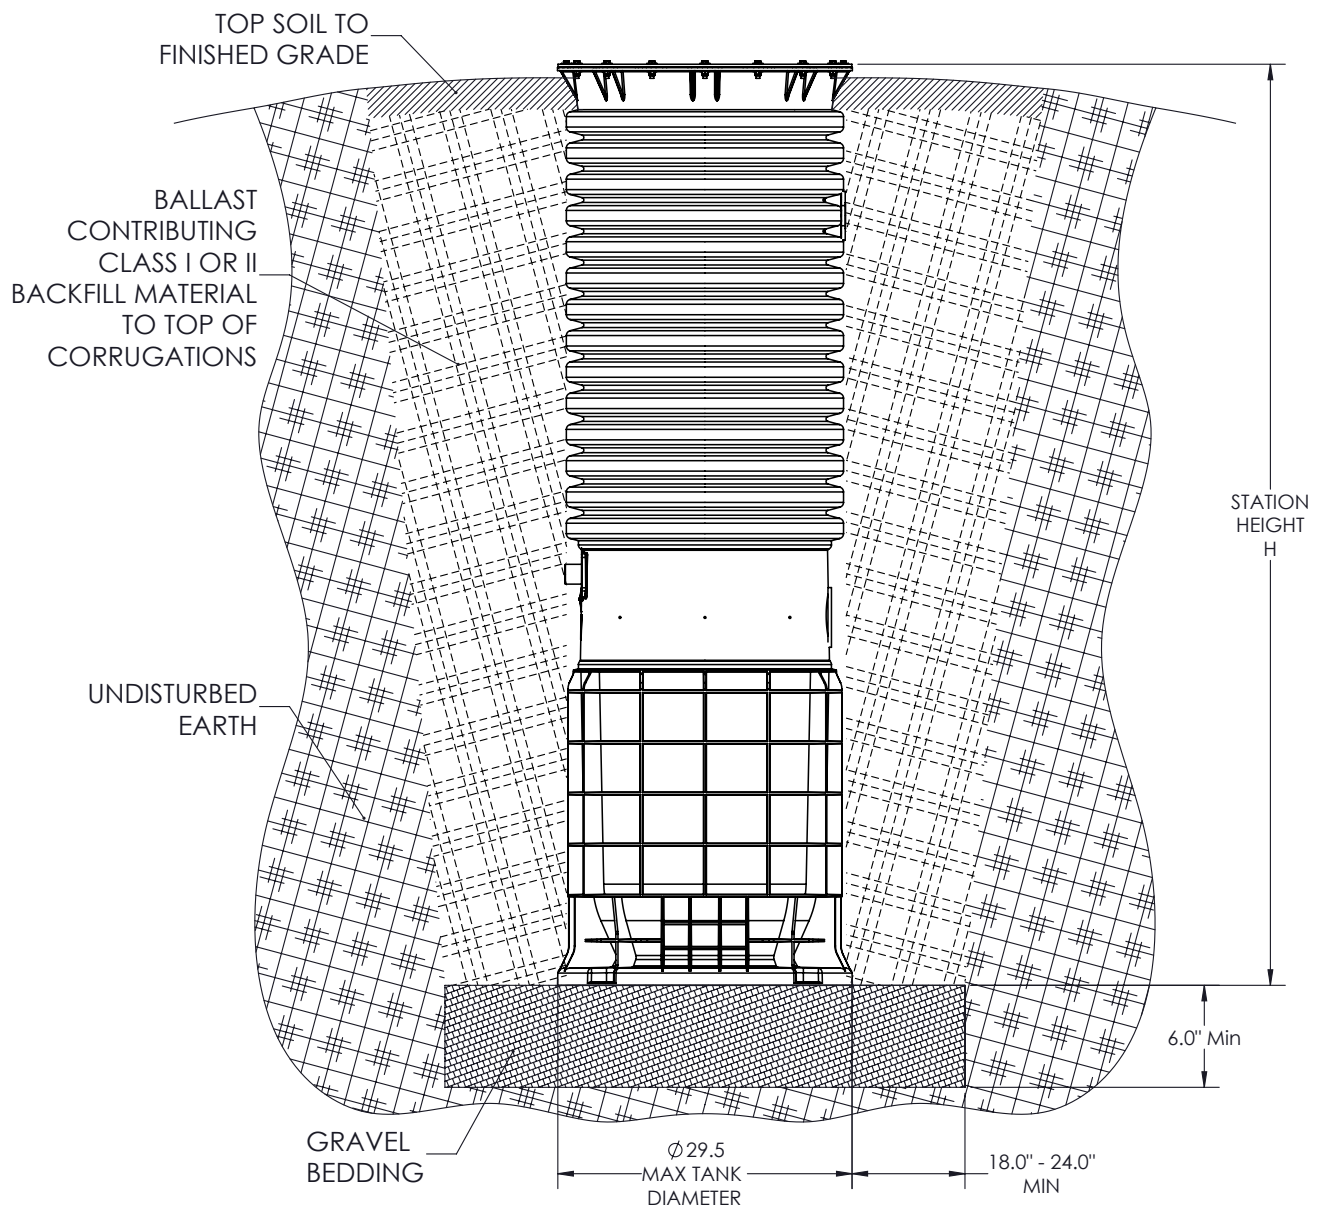 TOP SOIL TO
FINISHED GRADE
BALLAST
CONTRIBUTING
CLASS I OR II
BACKFILL MATERIAL
TO TOP OF
CORRUGATIONS
STATION
HEIGHT
H
UNDISTURBED
EARTH
6.0" Min
GRAVEL
BEDDING
∅29.5
MAX TANK
DIAMETER
18.0" - 24.0"
MIN